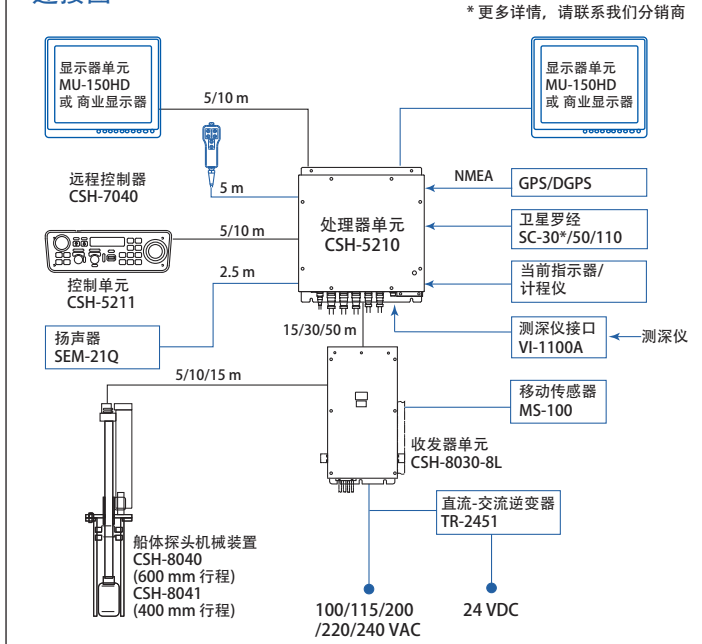 * 更多详情，请联系我们分销商
显示器单元
MU-150HD
或 商业显示器
显示器单元
MU-150HD
或 商业显示器
5/10 m
远程控制器
CSH-7040
5 m
NMEA
GPS/DGPS
处理器单元
CSH-5210
卫星罗经
SC-30*/50/110
5/10 m
控制单元
CSH-5211
2.5 m
当前指示器/
计程仪
扬声器
SEM-21Q
15/30/50 m
测深仪接口
VI-1100A
测深仪
5/10/15 m
移动传感器
MS-100
收发器单元
CSH-8030-8L
直流-交流逆变器
TR-2451
船体探头机械装置
CSH-8040
(600 mm 行程)
CSH-8041
(400 mm 行程)
100/115/200
/220/240 VAC
24 VDC